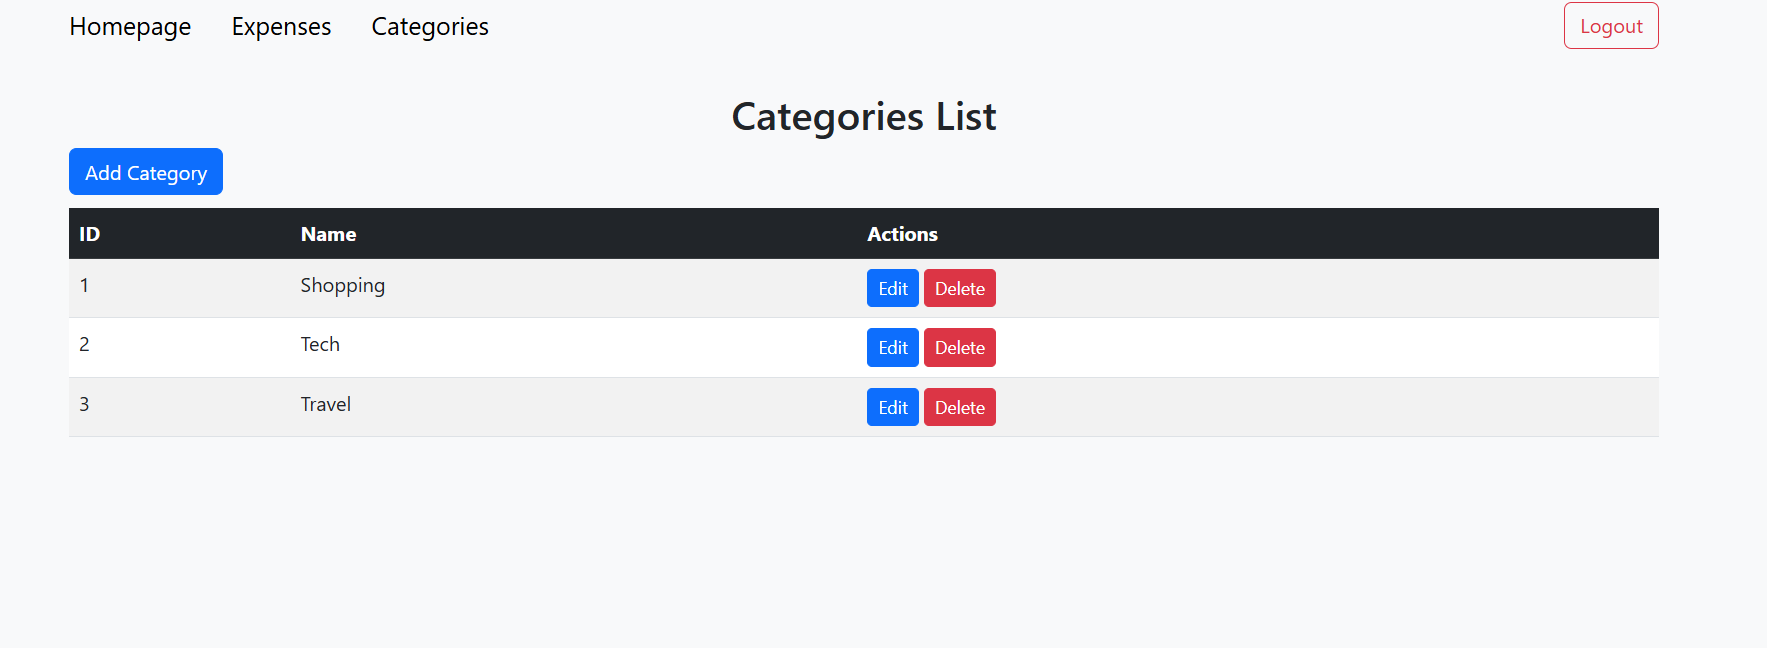 Homepage Expenses Categories Logout
Categories List
Add Category
ID Name Actions
1 Shopping Edit Delete
2 Tech Edit Delete
3 Travel Edit Delete